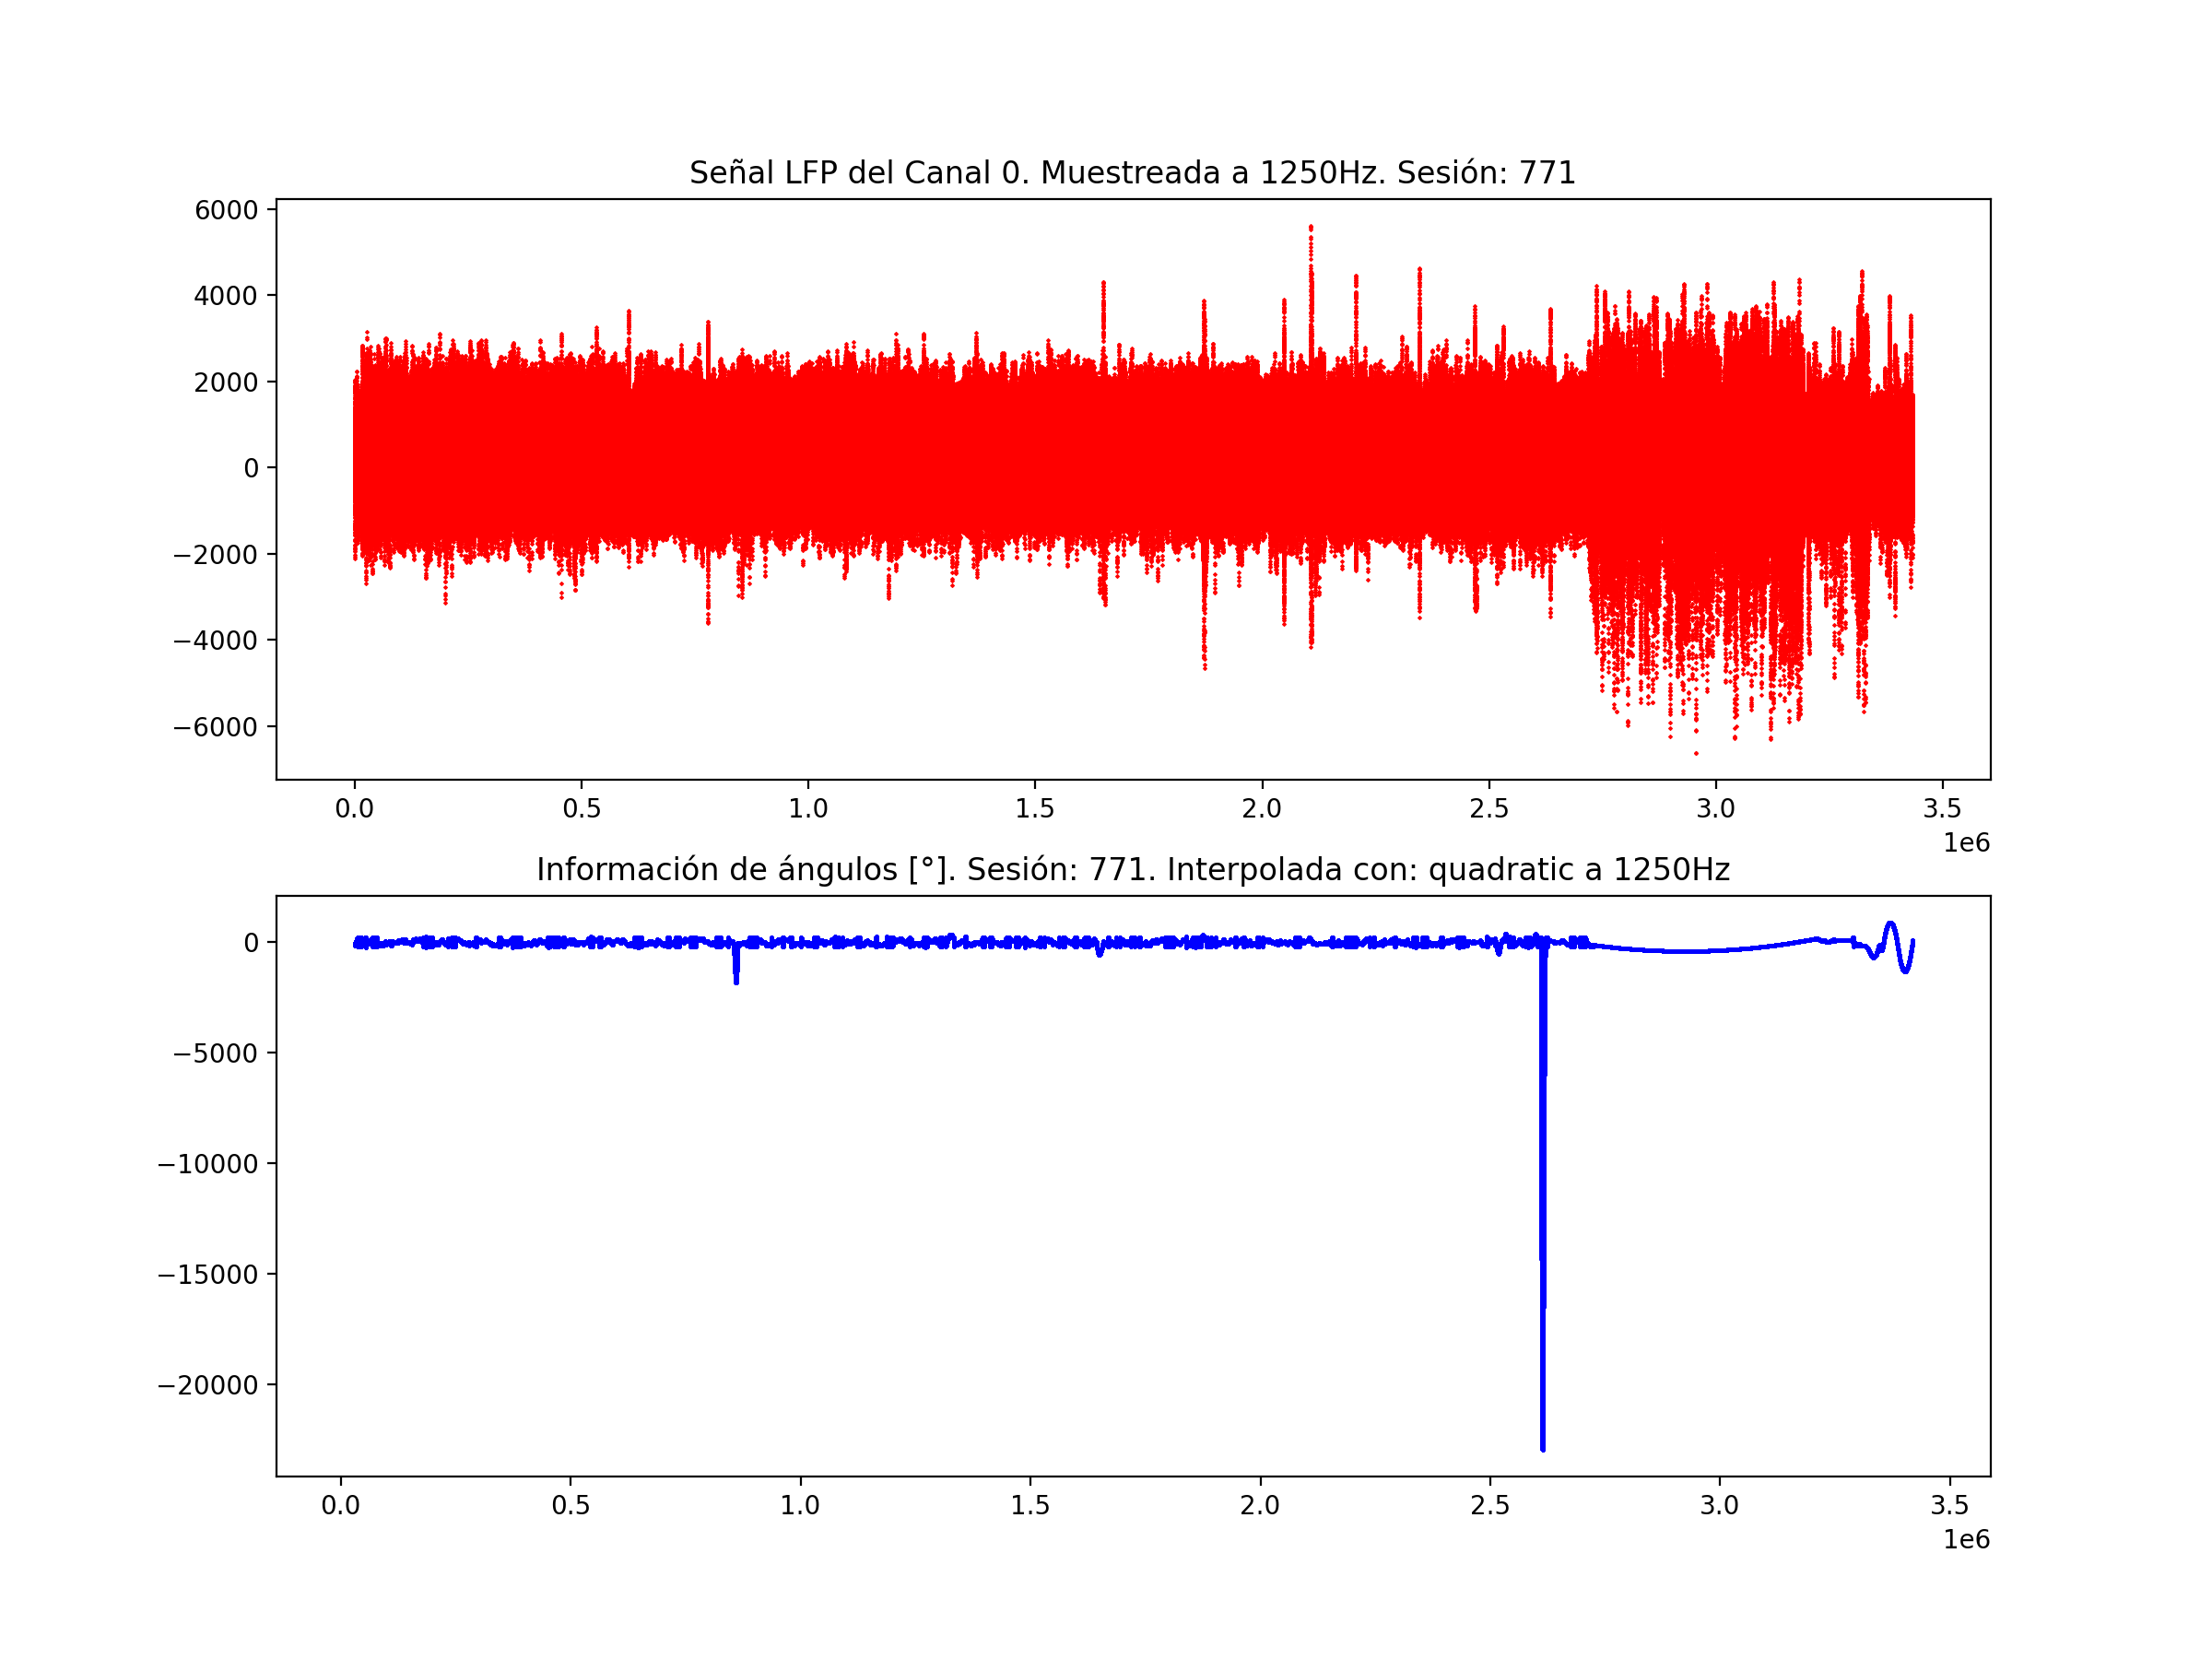 Señal LFP del Canal 0. Muestreada a 1250Hz. Sesión: 771
6000
4000
2000
0
−2000
−4000
−6000
0.0 0.5 1.0 1.5 2.0 2.5 3.0 3.5
1e6
Información de ángulos [°]. Sesión: 771. Interpolada con: quadratic a 1250Hz
0
−5000
−10000
−15000
−20000
0.0 0.5 1.0 1.5 2.0 2.5 3.0 3.5
1e6